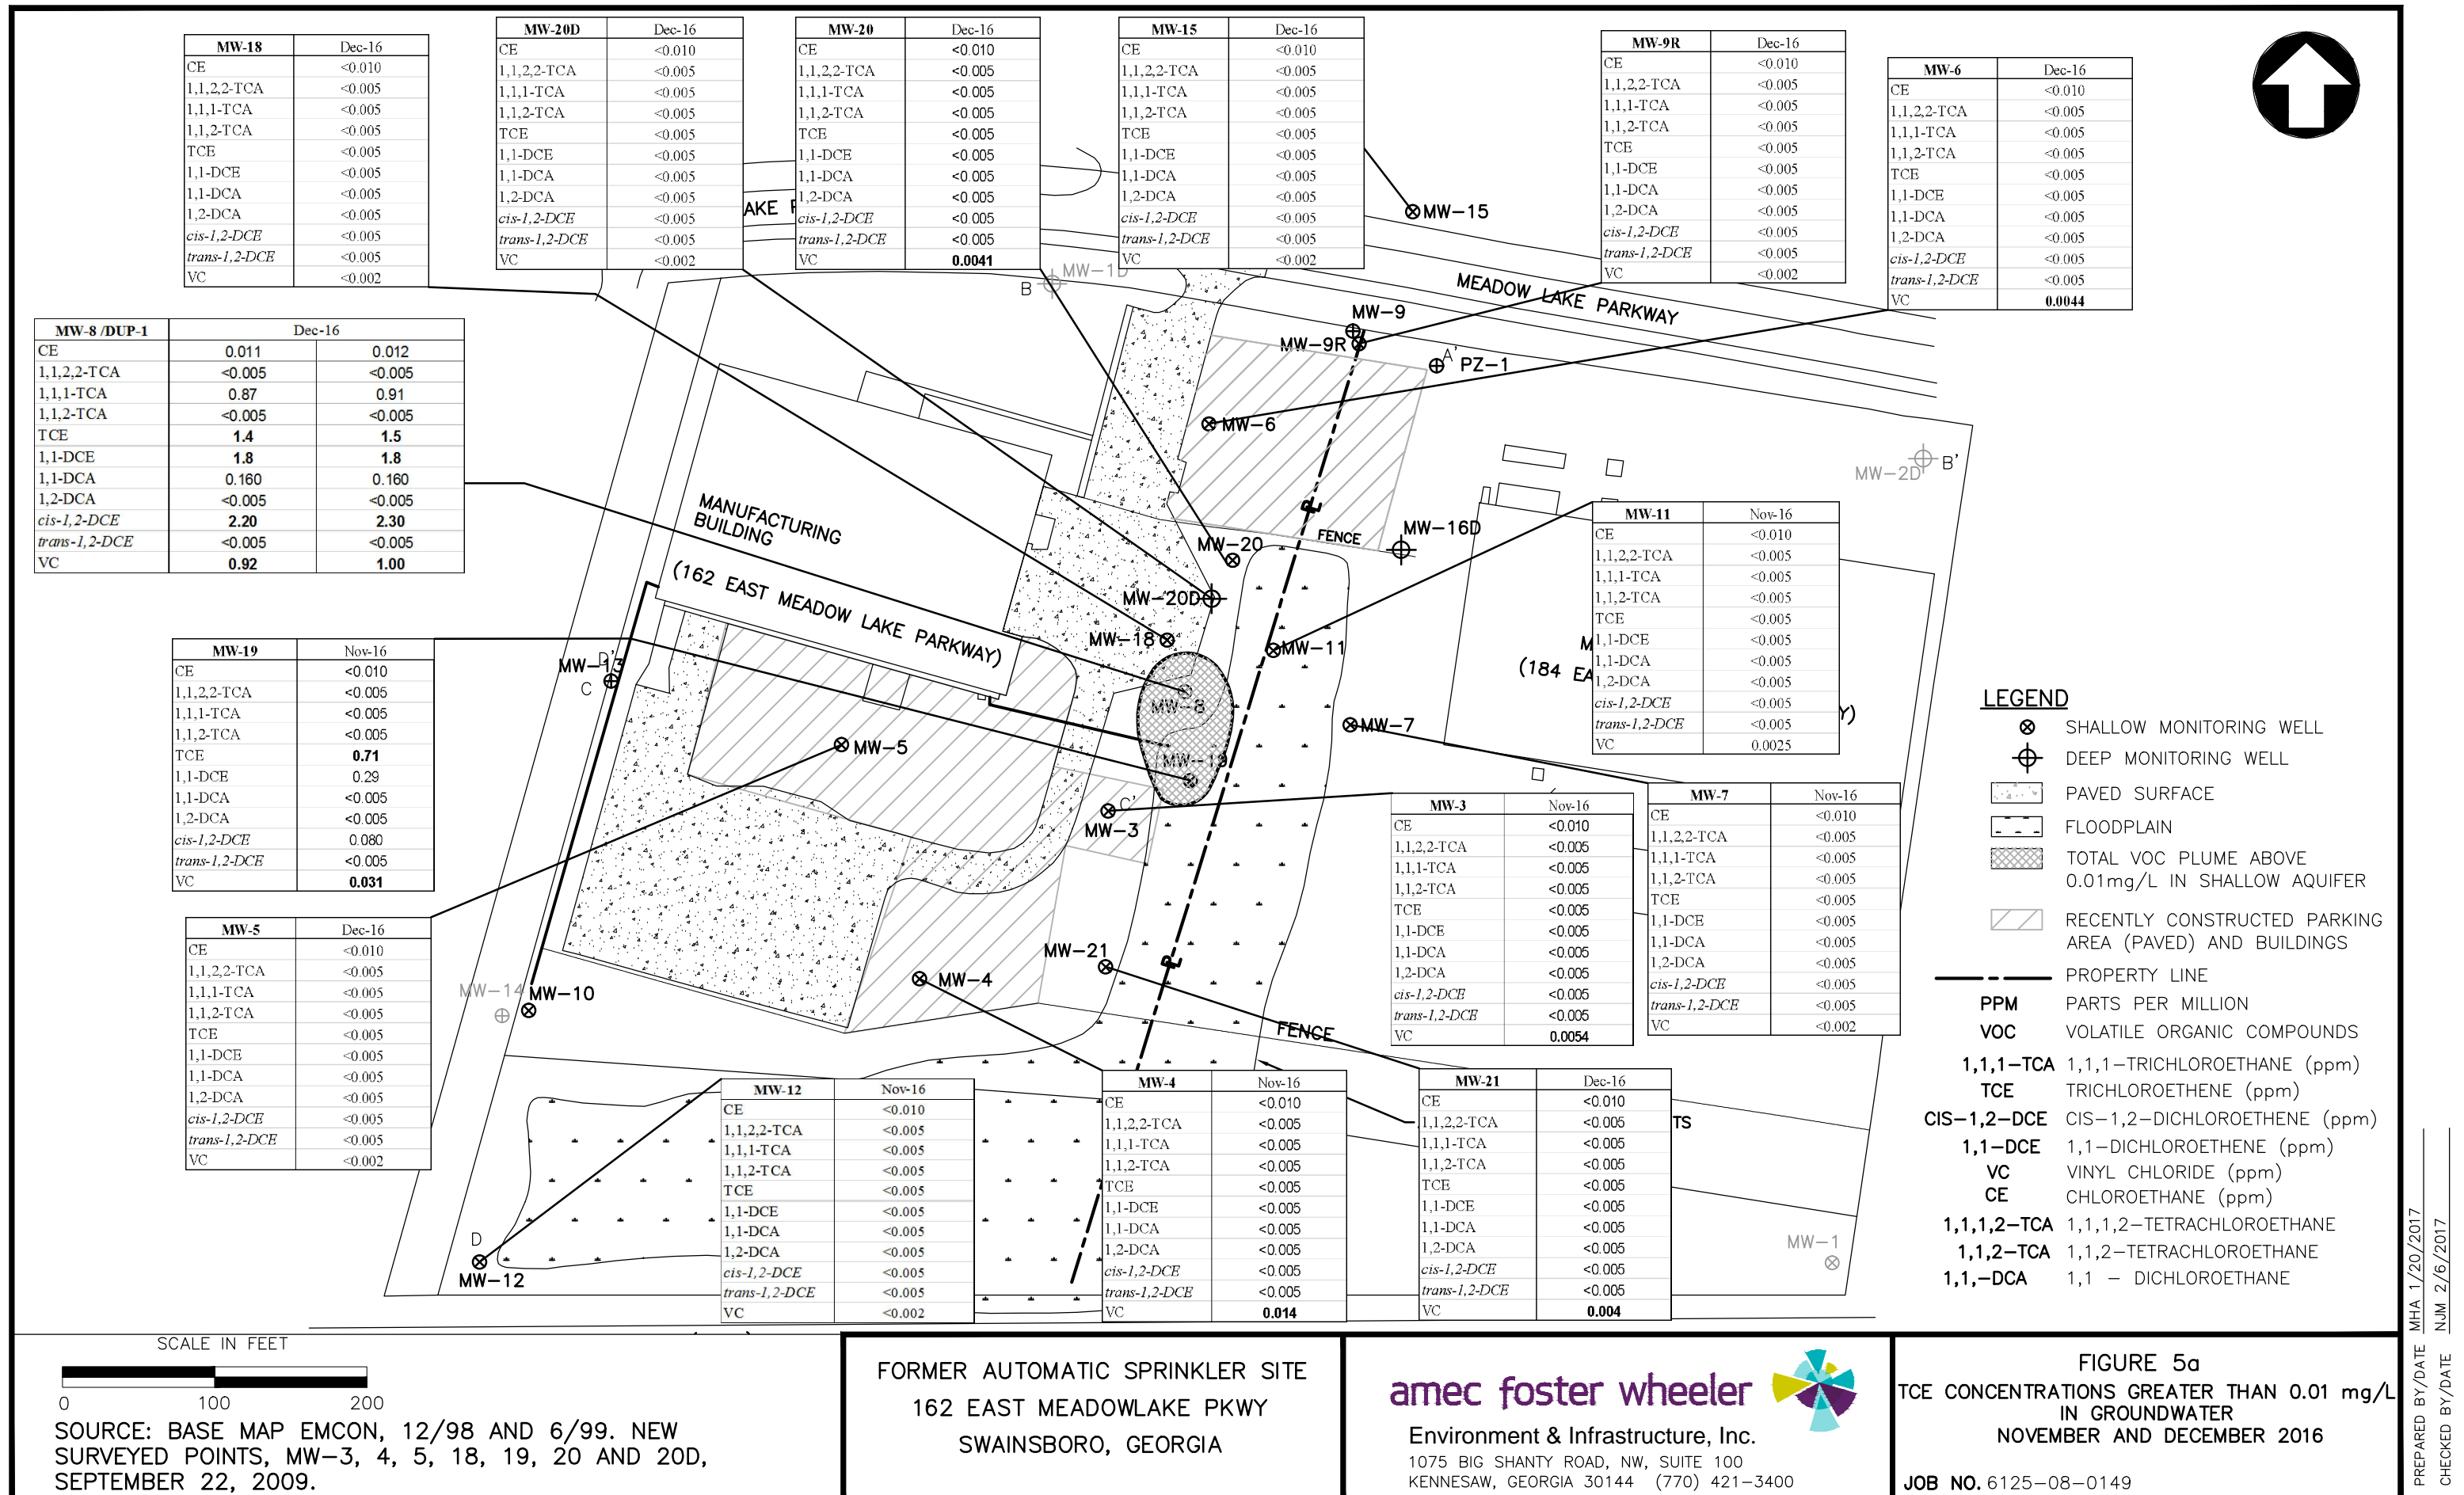 MW-18 Dec-16
CE <0.010
1,1,2,2-TCA <0.005
1,1,1-TCA <0.005
1,1,2-TCA <0.005
TCE <0.005
1,1-DCE <0.005
1,1-DCA <0.005
1,2-DCA <0.005
cis-1,2-DCE <0.005
trans-1,2-DCE <0.005
VC <0.002
MW-20D Dec-16
CE <0.010
1,1,2,2-TCA <0.005
1,1,1-TCA <0.005
1,1,2-TCA <0.005
TCE <0.005
1,1-DCE <0.005
1,1-DCA <0.005
1,2-DCA <0.005
cis-1,2-DCE <0.005
trans-1,2-DCE <0.005
VC <0.002
MW-20 Dec-16
CE <0.010
1,1,2,2-TCA <0.005
1,1,1-TCA <0.005
1,1,2-TCA <0.005
TCE <0.005
1,1-DCE <0.005
1,1-DCA <0.005
1,2-DCA <0.005
cis-1,2-DCE <0.005
trans-1,2-DCE <0.005
VC 0.0041
MW-15 Dec-16
CE <0.010
1,1,2,2-TCA <0.005
1,1,1-TCA <0.005
1,1,2-TCA <0.005
TCE <0.005
1,1-DCE <0.005
1,1-DCA <0.005
1,2-DCA <0.005
cis-1,2-DCE <0.005
trans-1,2-DCE <0.005
VC <0.002
MW-9R Dec-16
CE <0.010
1,1,2,2-TCA <0.005
1,1,1-TCA <0.005
1,1,2-TCA <0.005
TCE <0.005
1,1-DCE <0.005
1,1-DCA <0.005
1,2-DCA <0.005
cis-1,2-DCE <0.005
trans-1,2-DCE <0.005
VC <0.002
MW-6 Dec-16
CE <0.010
1,1,2,2-TCA <0.005
1,1,1-TCA <0.005
1,1,2-TCA <0.005
TCE <0.005
1,1-DCE <0.005
1,1-DCA <0.005
1,2-DCA <0.005
cis-1,2-DCE <0.005
trans-1,2-DCE <0.005
VC 0.0044
MW-8 /DUP-1 Dec-16
CE 0.011 0.012
1,1,2,2-TCA <0.005 <0.005
1,1,1-TCA 0.87 0.91
1,1,2-TCA <0.005 <0.005
TCE 1.4 1.5
1,1-DCE 1.8 1.8
1,1-DCA 0.160 0.160
1,2-DCA <0.005 <0.005
cis-1,2-DCE 2.20 2.30
trans-1,2-DCE <0.005 <0.005
VC 0.92 1.00
AKE
MW-15
MEADOW LAKE PARKWAY
MW-1D
B
MW-9
MW-9R
A'
PZ-1
MW-6
MW-2D
B'
MANUFACTURING
BUILDING
(162 EAST MEADOW LAKE PARKWAY)
FENCE
MW-16D
MW-20
MW-20D
MW-18
MW-11
MW-8
MW-19
MW-7
MW-13
D'
C
MW-5
MW-3
C'
M
(184 EA
Y)
MW-21
MW-4
MW-14
MW-10
FENCE
TS
D
MW-12
MW-1
MW-11 Nov-16
CE <0.010
1,1,2,2-TCA <0.005
1,1,1-TCA <0.005
1,1,2-TCA <0.005
TCE <0.005
1,1-DCE <0.005
1,1-DCA <0.005
1,2-DCA <0.005
cis-1,2-DCE <0.005
trans-1,2-DCE <0.005
VC 0.0025
MW-19 Nov-16
CE <0.010
1,1,2,2-TCA <0.005
1,1,1-TCA <0.005
1,1,2-TCA <0.005
TCE 0.71
1,1-DCE 0.29
1,1-DCA <0.005
1,2-DCA <0.005
cis-1,2-DCE 0.080
trans-1,2-DCE <0.005
VC 0.031
MW-3 Nov-16
CE <0.010
1,1,2,2-TCA <0.005
1,1,1-TCA <0.005
1,1,2-TCA <0.005
TCE <0.005
1,1-DCE <0.005
1,1-DCA <0.005
1,2-DCA <0.005
cis-1,2-DCE <0.005
trans-1,2-DCE <0.005
VC 0.0054
MW-7 Nov-16
CE <0.010
1,1,2,2-TCA <0.005
1,1,1-TCA <0.005
1,1,2-TCA <0.005
TCE <0.005
1,1-DCE <0.005
1,1-DCA <0.005
1,2-DCA <0.005
cis-1,2-DCE <0.005
trans-1,2-DCE <0.005
VC <0.002
MW-5 Dec-16
CE <0.010
1,1,2,2-TCA <0.005
1,1,1-TCA <0.005
1,1,2-TCA <0.005
TCE <0.005
1,1-DCE <0.005
1,1-DCA <0.005
1,2-DCA <0.005
cis-1,2-DCE <0.005
trans-1,2-DCE <0.005
VC <0.002
MW-12 Nov-16
CE <0.010
1,1,2,2-TCA <0.005
1,1,1-TCA <0.005
1,1,2-TCA <0.005
TCE <0.005
1,1-DCE <0.005
1,1-DCA <0.005
1,2-DCA <0.005
cis-1,2-DCE <0.005
trans-1,2-DCE <0.005
VC <0.002
MW-4 Nov-16
CE <0.010
1,1,2,2-TCA <0.005
1,1,1-TCA <0.005
1,1,2-TCA <0.005
TCE <0.005
1,1-DCE <0.005
1,1-DCA <0.005
1,2-DCA <0.005
cis-1,2-DCE <0.005
trans-1,2-DCE <0.005
VC 0.014
MW-21 Dec-16
CE <0.010
1,1,2,2-TCA <0.005
1,1,1-TCA <0.005
1,1,2-TCA <0.005
TCE <0.005
1,1-DCE <0.005
1,1-DCA <0.005
1,2-DCA <0.005
cis-1,2-DCE <0.005
trans-1,2-DCE <0.005
VC 0.004
LEGEND
SHALLOW MONITORING WELL
DEEP MONITORING WELL
PAVED SURFACE
FLOODPLAIN
TOTAL VOC PLUME ABOVE
0.01mg/L IN SHALLOW AQUIFER
RECENTLY CONSTRUCTED PARKING
AREA (PAVED) AND BUILDINGS
PROPERTY LINE
PPM PARTS PER MILLION
VOC VOLATILE ORGANIC COMPOUNDS
1,1,1-TCA 1,1,1-TRICHLOROETHANE (ppm)
TCE TRICHLOROETHENE (ppm)
CIS-1,2-DCE CIS-1,2-DICHLOROETHENE (ppm)
1,1-DCE 1,1-DICHLOROETHENE (ppm)
VC VINYL CHLORIDE (ppm)
CE CHLOROETHANE (ppm)
1,1,1,2-TCA 1,1,1,2-TETRACHLOROETHANE
1,1,2-TCA 1,1,2-TETRACHLOROETHANE
1,1,-DCA 1,1 - DICHLOROETHANE
SCALE IN FEET
0 100 200
SOURCE: BASE MAP EMCON, 12/98 AND 6/99. NEW
SURVEYED POINTS, MW-3, 4, 5, 18, 19, 20 AND 20D,
SEPTEMBER 22, 2009.
FORMER AUTOMATIC SPRINKLER SITE
162 EAST MEADOWLAKE PKWY
SWAINSBORO, GEORGIA
amec foster wheeler
Environment & Infrastructure, Inc.
1075 BIG SHANTY ROAD, NW, SUITE 100
KENNESAW, GEORGIA 30144 (770) 421-3400
FIGURE 5a
TCE CONCENTRATIONS GREATER THAN 0.01 mg/L
IN GROUNDWATER
NOVEMBER AND DECEMBER 2016
JOB NO. 6125-08-0149
PREPARED BY/DATE MHA 1/20/2017
CHECKED BY/DATE NJM 2/6/2017